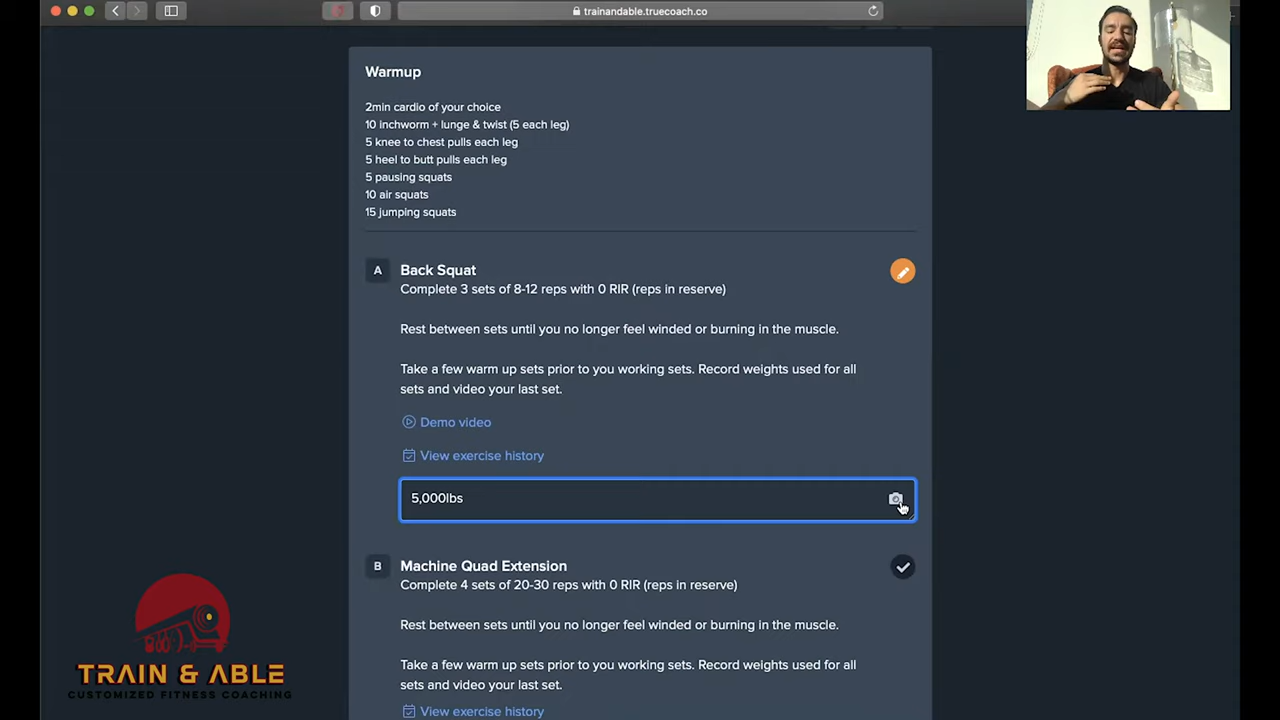 trainandable.truecoach.co
Warmup
2min cardio of your choice
10 inchworm + lunge & twist (5 each leg)
5 knee to chest pulls each leg
5 heel to butt pulls each leg
5 pausing squats
10 air squats
15 jumping squats
A
Back Squat
Complete 3 sets of 8-12 reps with 0 RIR (reps in reserve)
Rest between sets until you no longer feel winded or burning in the muscle.
Take a few warm up sets prior to you working sets. Record weights used for all
sets and video your last set.
Demo video
View exercise history
5,000lbs
B
Machine Quad Extension
Complete 4 sets of 20-30 reps with 0 RIR (reps in reserve)
Rest between sets until you no longer feel winded or burning in the muscle.
Take a few warm up sets prior to you working sets. Record weights used for all
sets and video your last set.
View exercise history
TRAIN & ABLE
CUSTOMIZED FITNESS COACHING